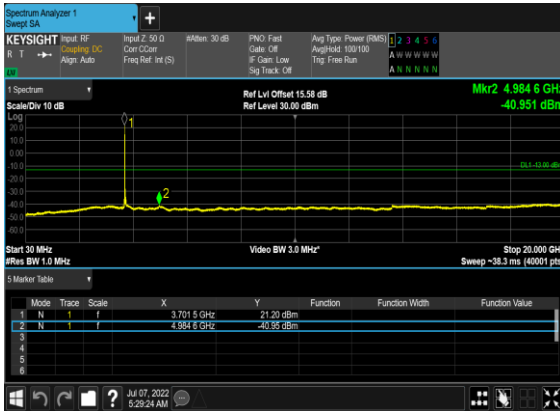 Spectrum Analyzer 1
Swept SA
+
KEYSIGHT Input: RF Input Z: 50 Ω #Atten: 30 dB PNO: Fast Avg Type: Power (RMS) 1 2 3 4 5 6
R T Coupling: DC Corr CCorr Gate: Off Avg|Hold: 100/100 A W W W W W
Align: Auto Freq Ref: Int (S) IF Gain: Low Trig: Free Run
Sig Track: Off A N N N N N
1 Spectrum Ref Lvl Offset 15.58 dB Mkr2 4.984 6 GHz
Scale/Div 10 dB Ref Level 30.00 dBm -40.951 dBm
Log
20.0
10.0
0.00
-10.0
-20.0
-30.0
-40.0
-50.0
-60.0
1
2
DL1 -13.00 dBm
Start 30 MHz Video BW 3.0 MHz* Stop 20.000 GHz
#Res BW 1.0 MHz Sweep ~38.3 ms (40001 pts)
5 Marker Table
Mode Trace Scale X Y Function Function Width Function Value
1 N 1 f 3.701 5 GHz 21.20 dBm
2 N 1 f 4.984 6 GHz -40.95 dBm
3
4
5
6
? Jul 07, 2022
5:29:24 AM